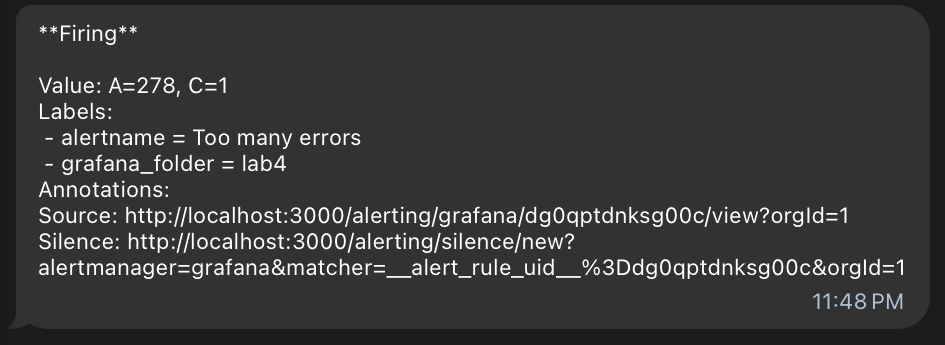 **Firing**
Value: A=278, C=1
Labels:
- alertname = Too many errors
- grafana_folder = lab4
Annotations:
Source: http://localhost:3000/alerting/grafana/dg0qptdnksg00c/view?orgId=1
Silence: http://localhost:3000/alerting/silence/new?
alertmanager=grafana&matcher=__alert_rule_uid__%3Ddg0qptdnksg00c&orgId=1
11:48 PM